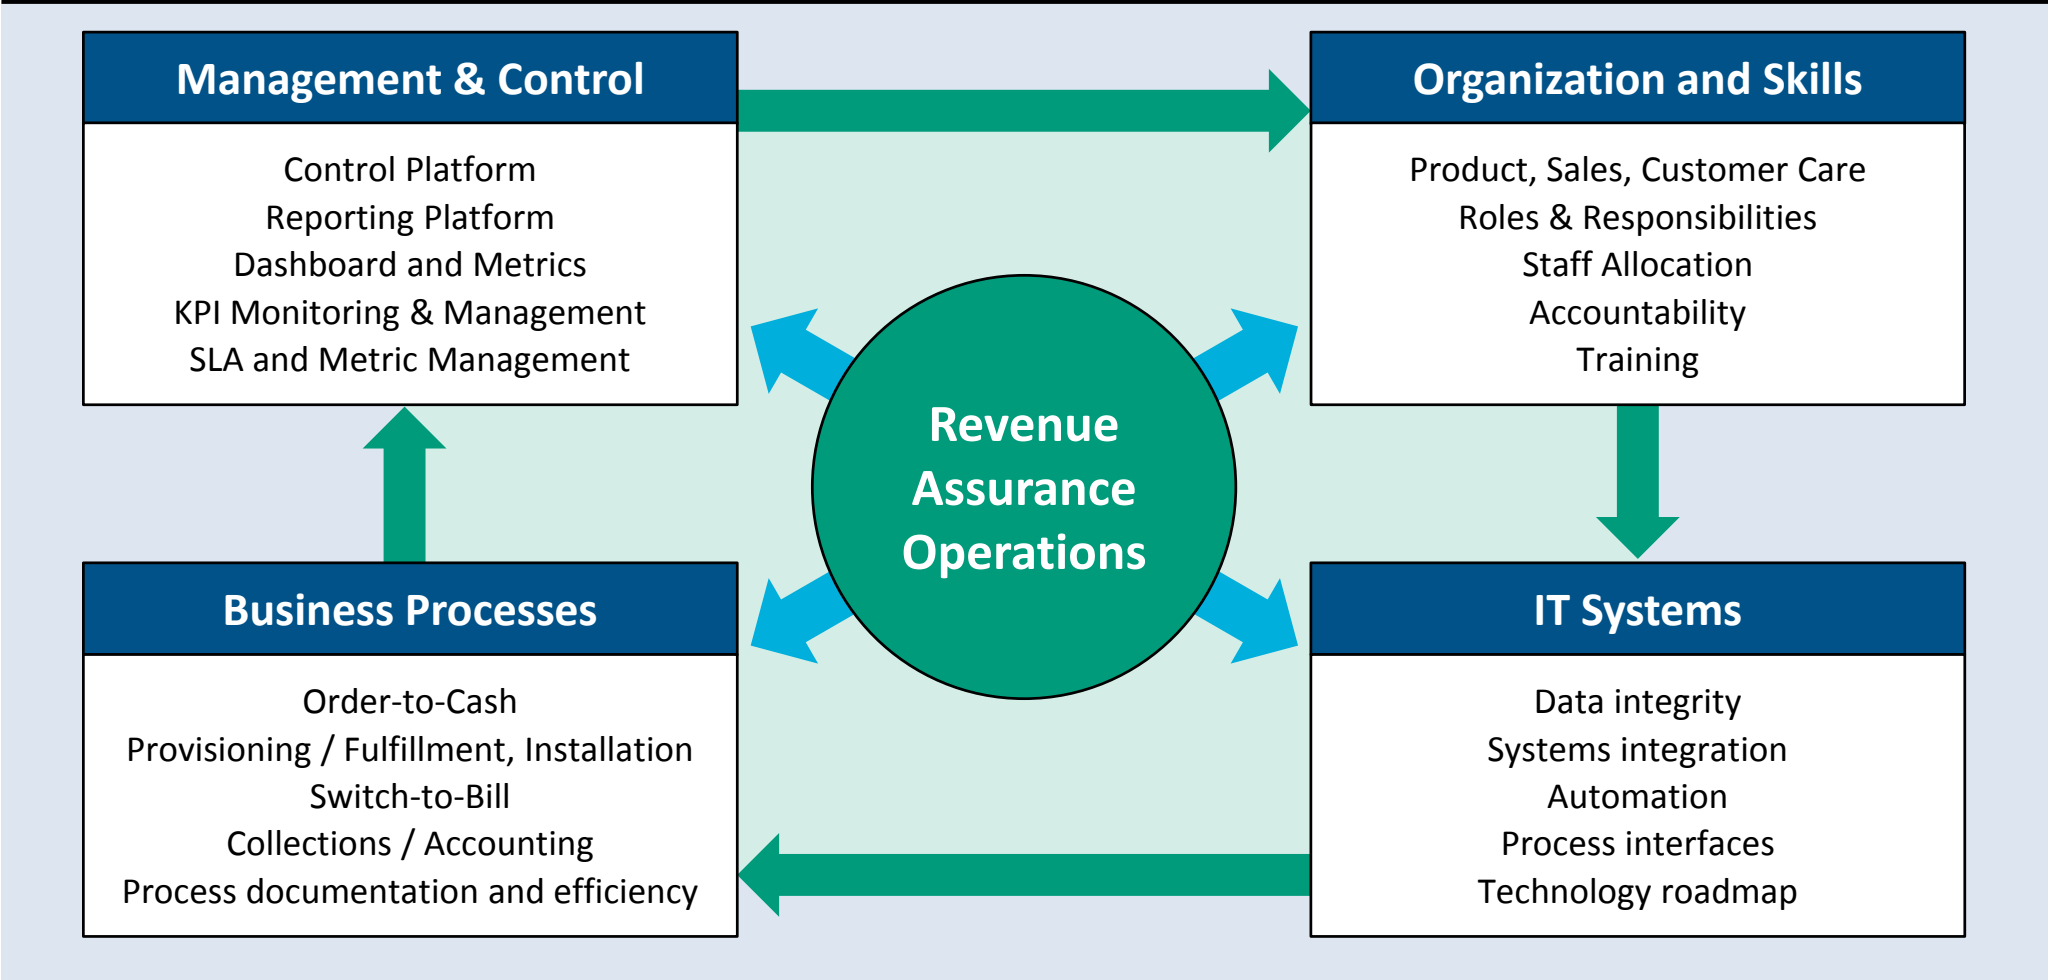 Management & Control
Control Platform
Reporting Platform
Dashboard and Metrics
KPI Monitoring & Management
SLA and Metric Management
Organization and Skills
Product, Sales, Customer Care
Roles & Responsibilities
Staff Allocation
Accountability
Training
Revenue
Assurance
Operations
Business Processes
Order-to-Cash
Provisioning / Fulfillment, Installation
Switch-to-Bill
Collections / Accounting
Process documentation and efficiency
IT Systems
Data integrity
Systems integration
Automation
Process interfaces
Technology roadmap